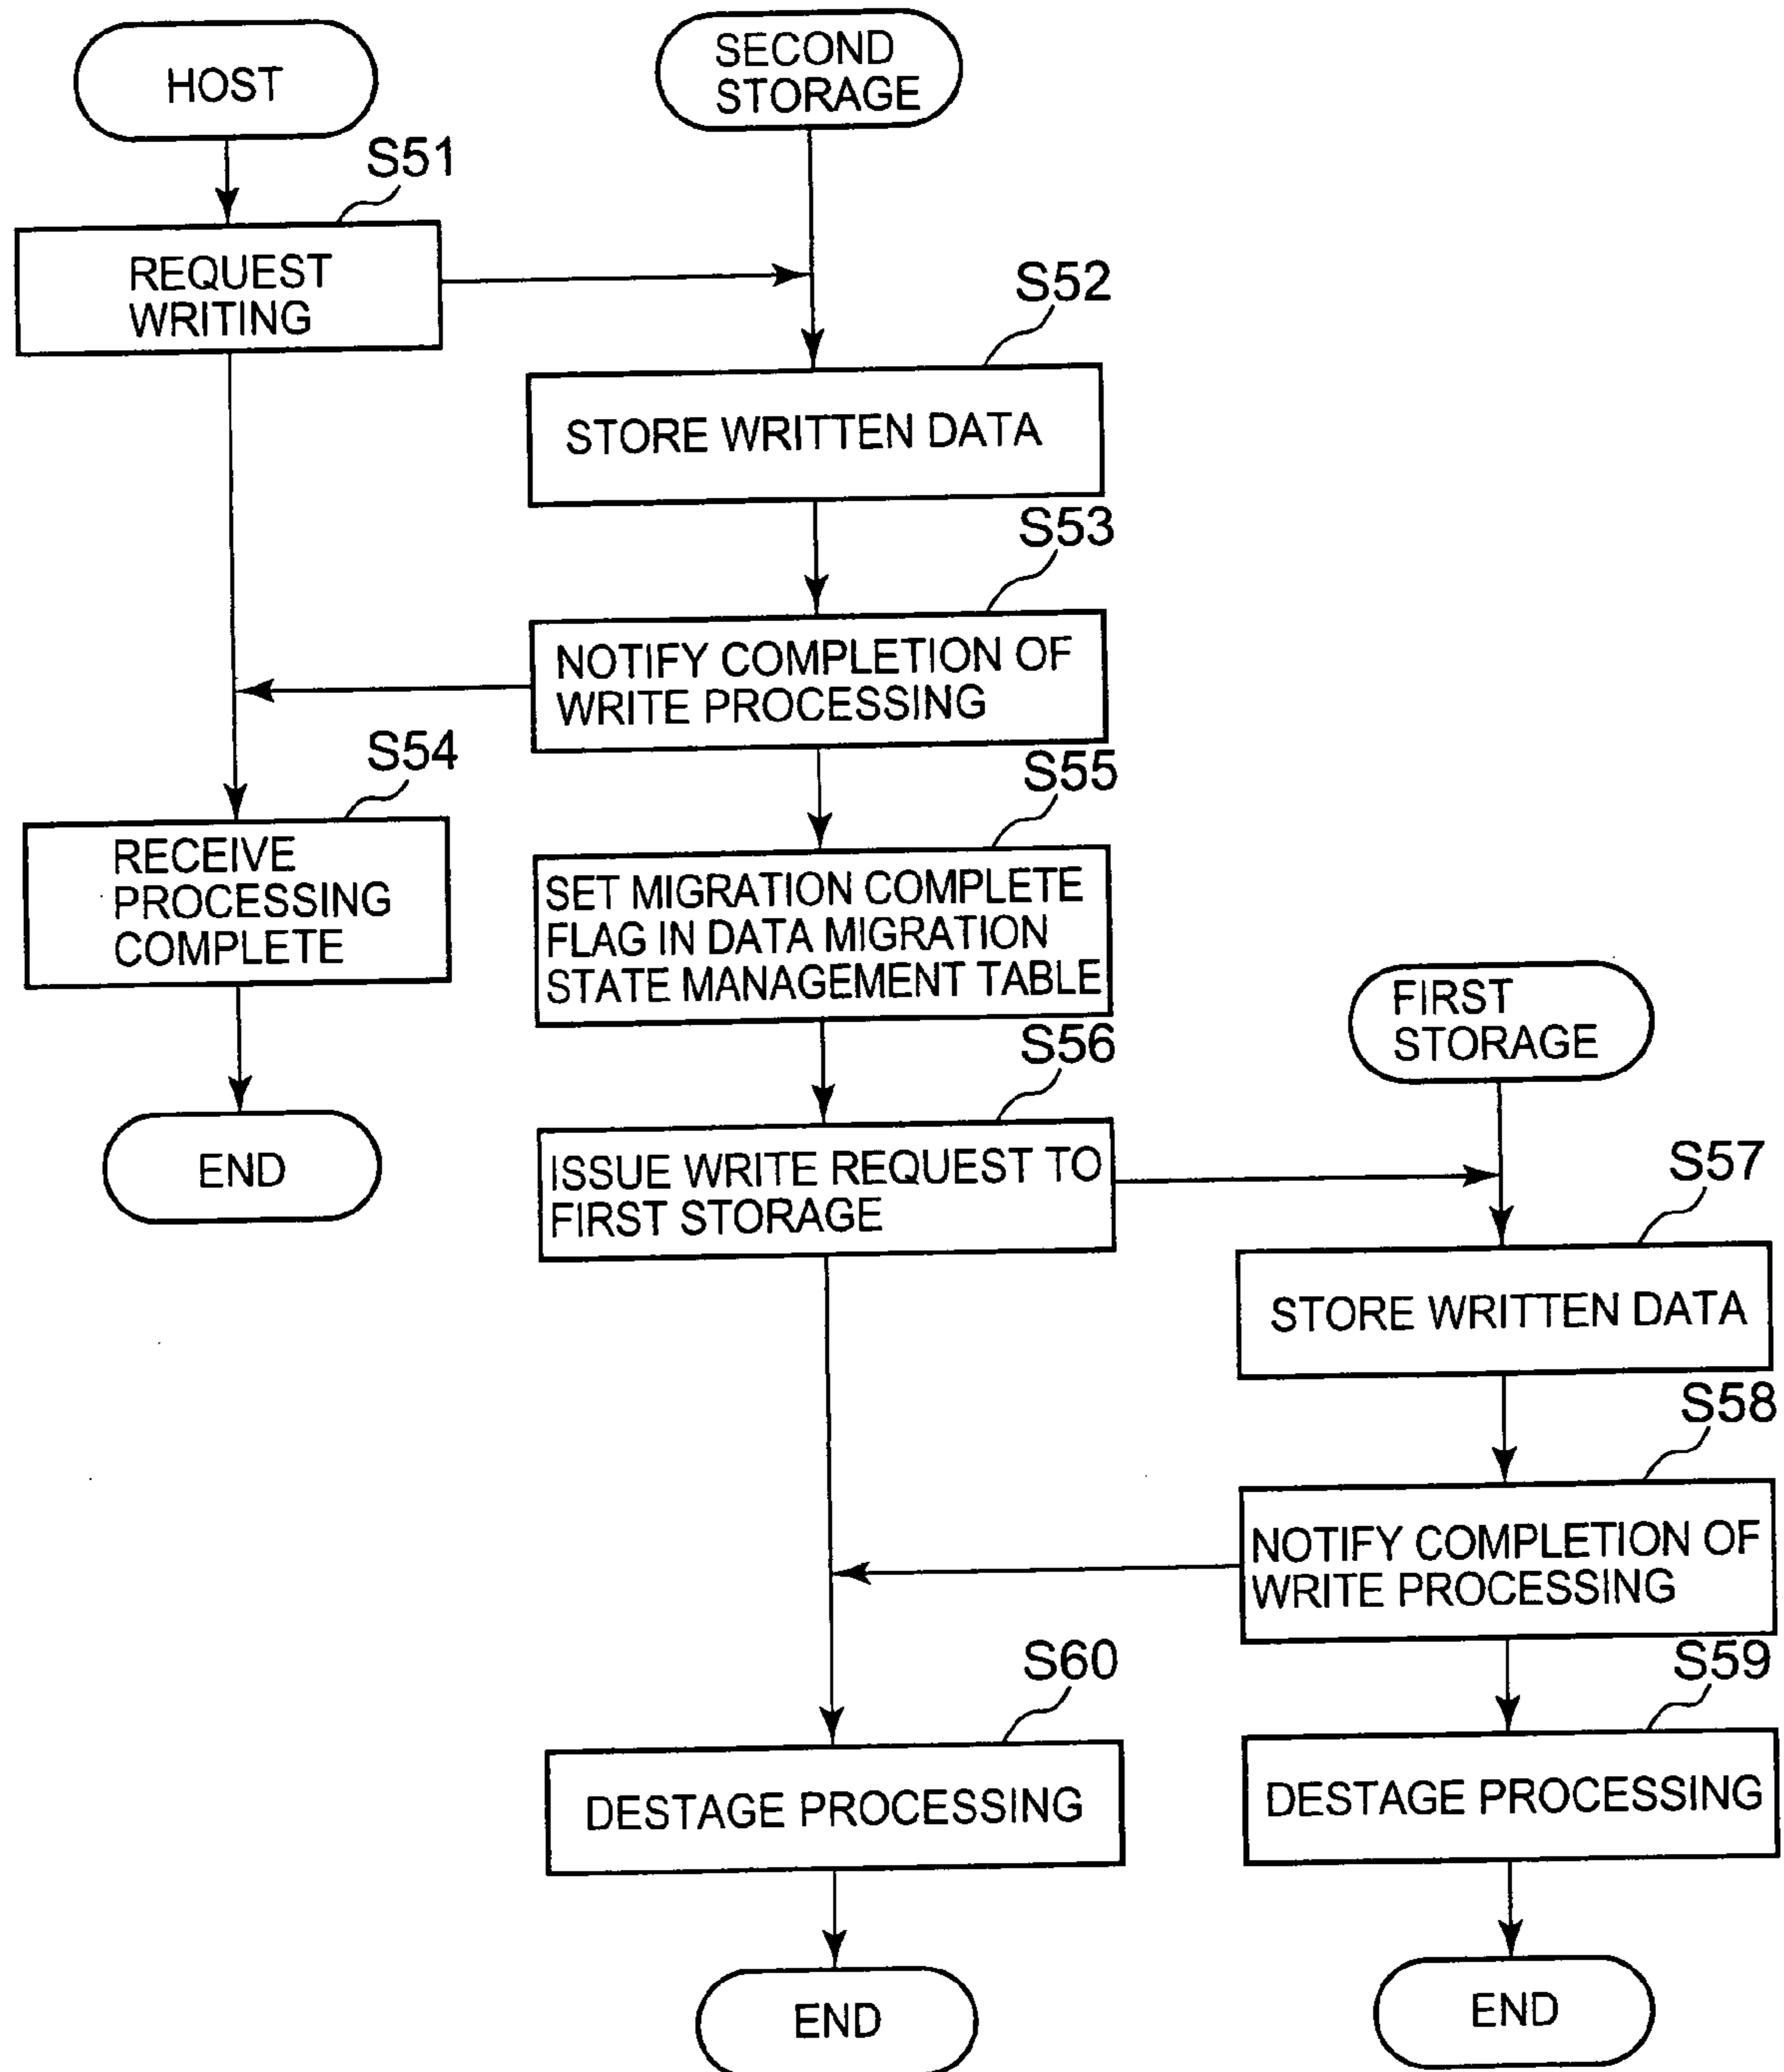 HOST
SECOND
STORAGE
S51
REQUEST
WRITING
S52
STORE WRITTEN DATA
S53
NOTIFY COMPLETION OF
WRITE PROCESSING
S54
RECEIVE
PROCESSING
COMPLETE
END
S55
SET MIGRATION COMPLETE
FLAG IN DATA MIGRATION
STATE MANAGEMENT TABLE
S56
ISSUE WRITE REQUEST TO
FIRST STORAGE
FIRST
STORAGE
S57
STORE WRITTEN DATA
S58
NOTIFY COMPLETION OF
WRITE PROCESSING
S60
DESTAGE PROCESSING
END
S59
DESTAGE PROCESSING
END